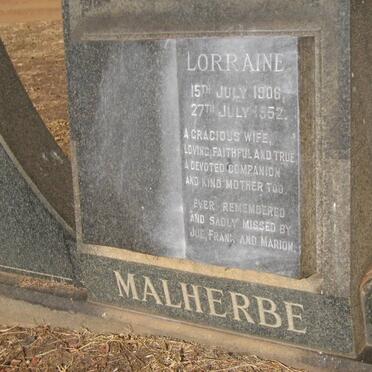 LORRAINE
15TH JULY 1906
27TH JULY 1952.
A GRACIOUS WIFE,
LOVING, FAITHFUL AND TRUE
A DEVOTED COMPANION
AND KIND MOTHER TOO.
EVER REMEMBERED
AND SADLY MISSED BY
JOE, FRANK AND MARION.
MALHERBE